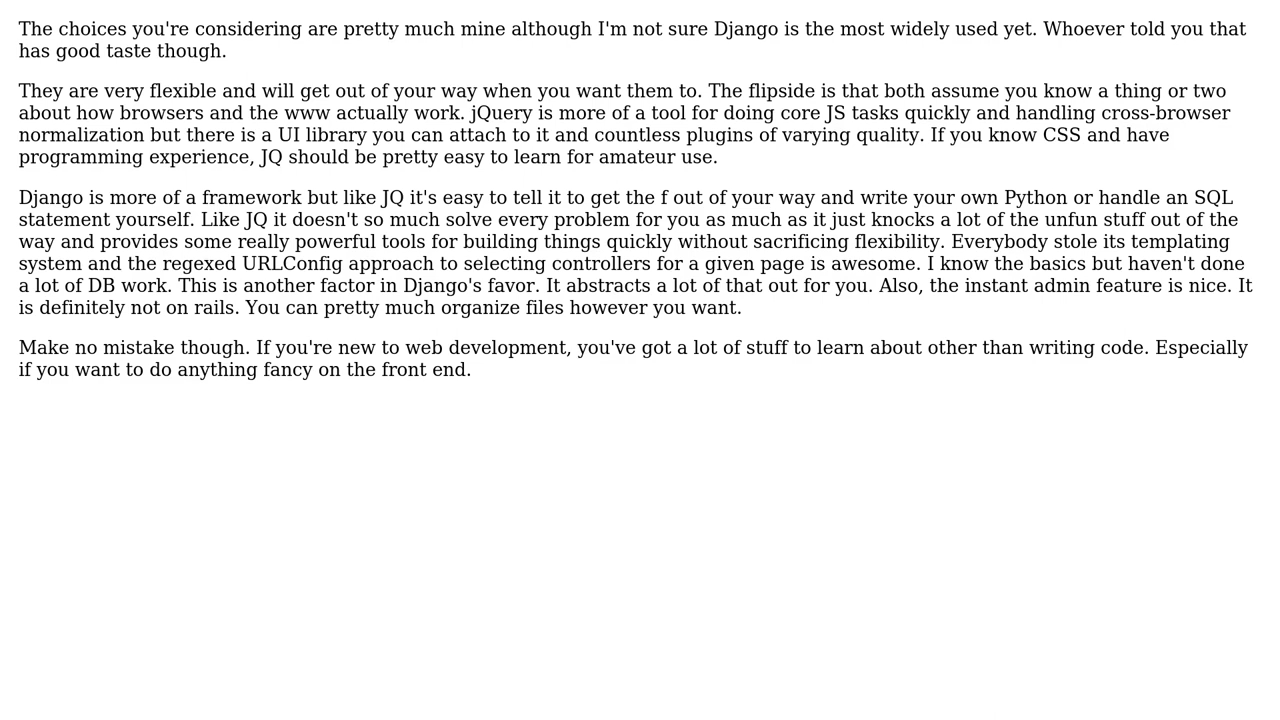 The choices you're considering are pretty much mine although I'm not sure Django is the most widely used yet. Whoever told you that
has good taste though.
They are very flexible and will get out of your way when you want them to. The flipside is that both assume you know a thing or two
about how browsers and the www actually work. jQuery is more of a tool for doing core JS tasks quickly and handling cross-browser
normalization but there is a UI library you can attach to it and countless plugins of varying quality. If you know CSS and have
programming experience, JQ should be pretty easy to learn for amateur use.
Django is more of a framework but like JQ it's easy to tell it to get the f out of your way and write your own Python or handle an SQL
statement yourself. Like JQ it doesn't so much solve every problem for you as much as it just knocks a lot of the unfun stuff out of the
way and provides some really powerful tools for building things quickly without sacrificing flexibility. Everybody stole its templating
system and the regexed URLConfig approach to selecting controllers for a given page is awesome. I know the basics but haven't done
a lot of DB work. This is another factor in Django's favor. It abstracts a lot of that out for you. Also, the instant admin feature is nice. It
is definitely not on rails. You can pretty much organize files however you want.
Make no mistake though. If you're new to web development, you've got a lot of stuff to learn about other than writing code. Especially
if you want to do anything fancy on the front end.